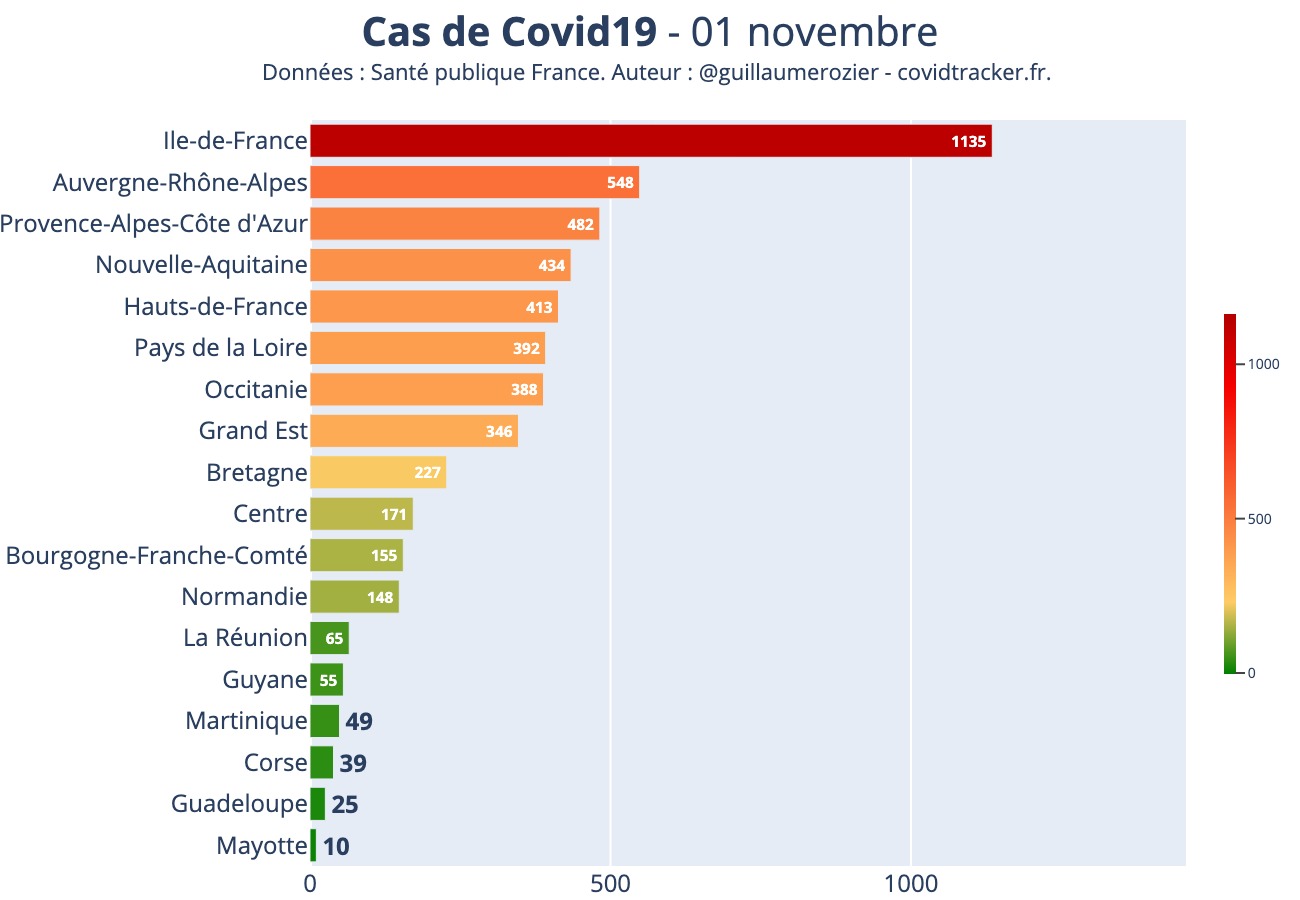 Cas de Covid19 - 01 novembre
Données : Santé publique France. Auteur : @guillaumerozier - covidtracker.fr.
Ile-de-France 1135
Auvergne-Rhône-Alpes 548
Provence-Alpes-Côte d'Azur 482
Nouvelle-Aquitaine 434
Hauts-de-France 413
Pays de la Loire 392
Occitanie 388
Grand Est 346
Bretagne 227
Centre 171
Bourgogne-Franche-Comté 155
Normandie 148
La Réunion 65
Guyane 55
Martinique 49
Corse 39
Guadeloupe 25
Mayotte 10
0 500 1000
1000
500
0